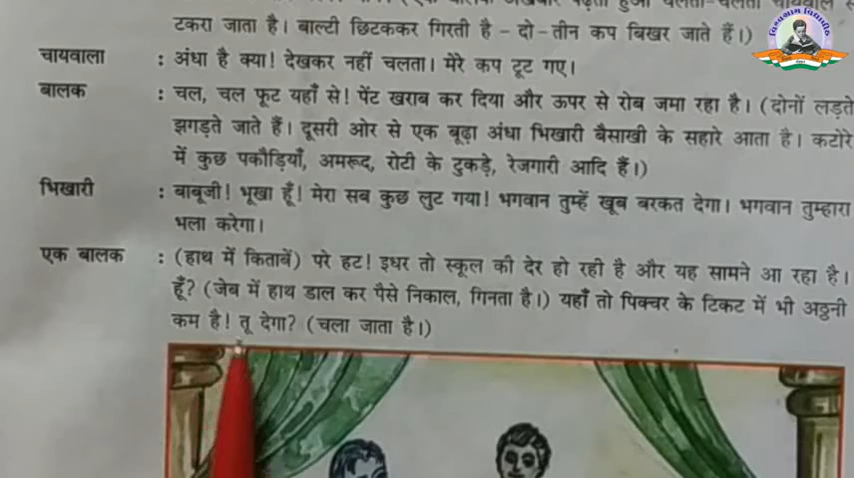 टकरा जाता है। बाल्टी छिटककर गिरती है - दो-तीन कप बिखर जाते हैं।)
चायवाला : अंधा है क्या! देखकर नहीं चलता। मेरे कप टूट गए।
बालक : चल, चल फूट यहाँ से! पेंट खराब कर दिया और ऊपर से रोब जमा रहा है। (दोनों लड़ते
झगड़ते जाते हैं। दूसरी ओर से एक बूढ़ा अंधा भिखारी बैसाखी के सहारे आता है। कटोरे
में कुछ पकौड़ियाँ, अमरूद, रोटी के टुकड़े, रेजगारी आदि हैं।)
भिखारी : बाबूजी! भूखा हूँ! मेरा सब कुछ लुट गया! भगवान तुम्हें खूब बरकत देगा। भगवान तुम्हारा
भला करेगा।
एक बालक : (हाथ में किताबें) परे हट! इधर तो स्कूल की देर हो रही है और यह सामने आ रहा है।
हूँ? (जेब में हाथ डाल कर पैसे निकाल, गिनता है।) यहाँ तो पिक्चर के टिकट में भी अठ्ठनी
कम है! तू देगा? (चला जाता है।)